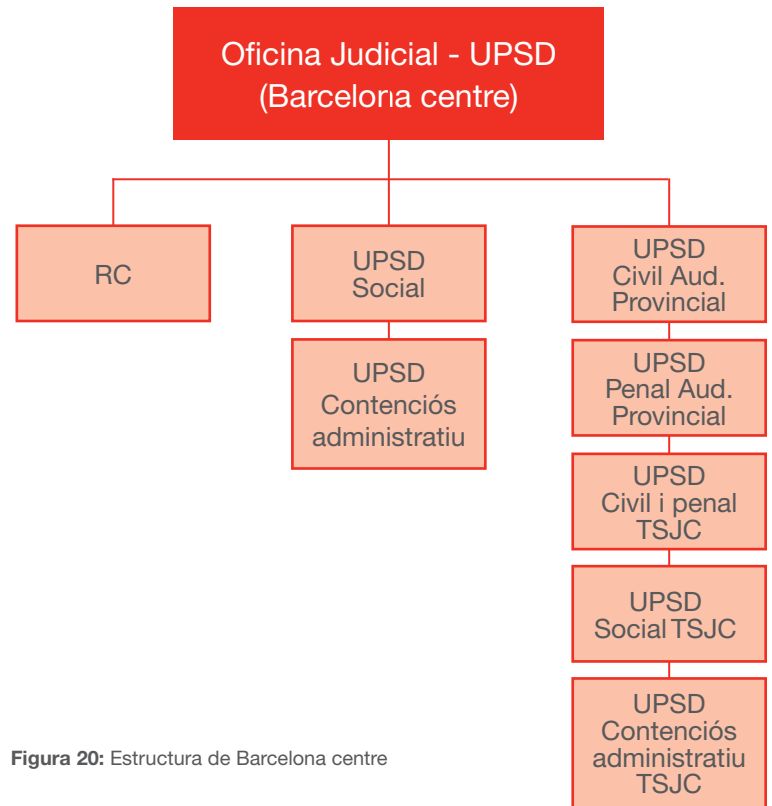 Oficina Judicial - UPSD
(Barcelona centre)
RC
UPSD
Social
UPSD
Contenciós
administratiu
UPSD
Civil Aud.
Provincial
UPSD
Penal Aud.
Provincial
UPSD
Civil i penal
TSJC
UPSD
Social TSJC
UPSD
Contenciós
administratiu
TSJC
Figura 20: Estructura de Barcelona centre